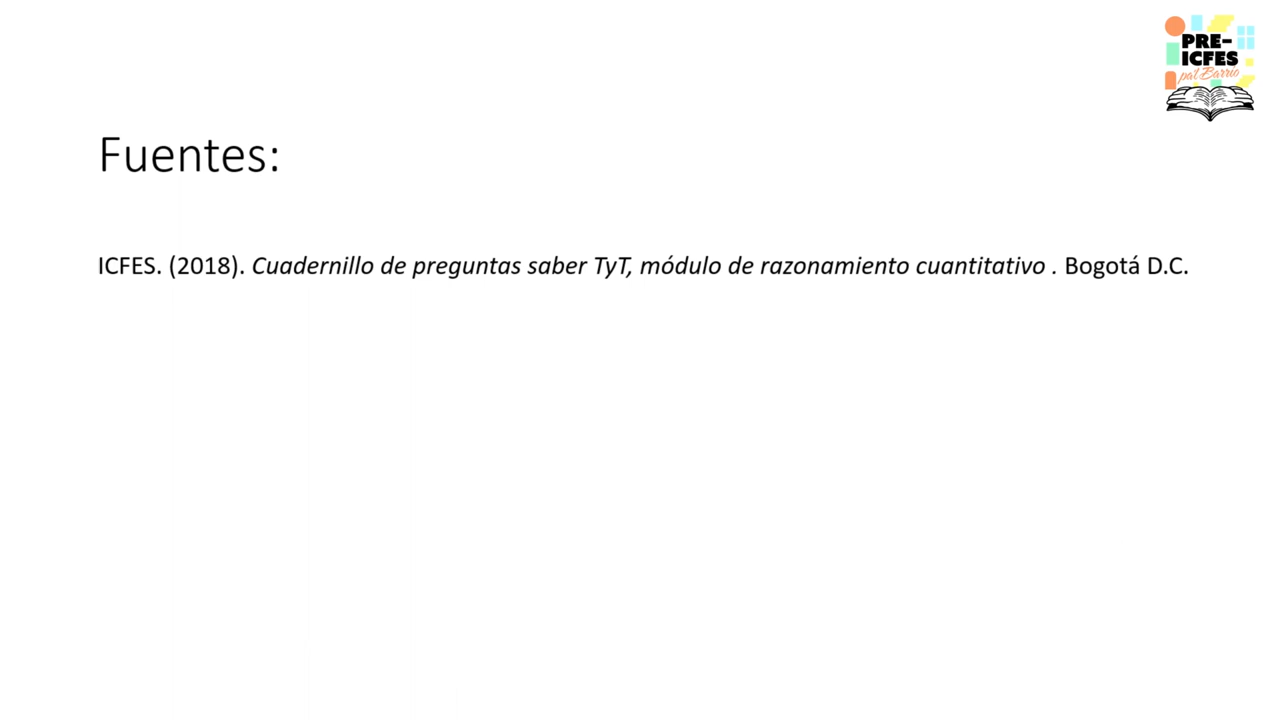 PRE-
ICFES
pa'l Barrio
Fuentes:
ICFES. (2018). Cuadernillo de preguntas saber TyT, módulo de razonamiento cuantitativo . Bogotá D.C.